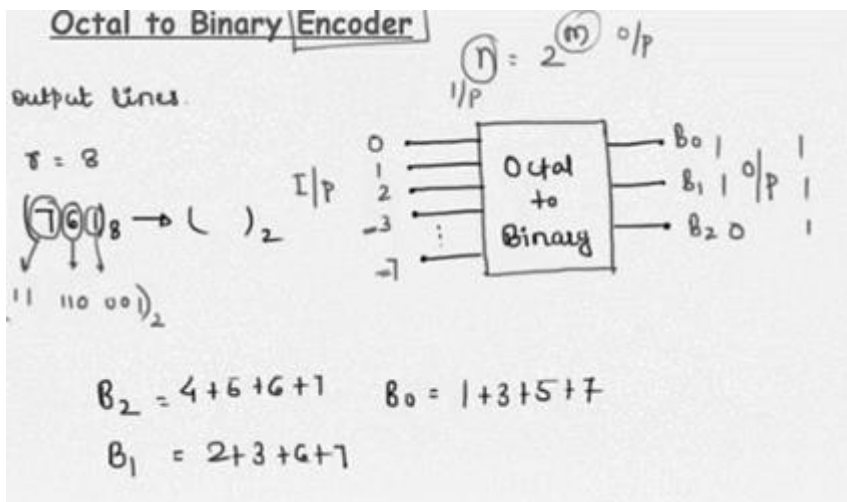 Octal to Binary Encoder
n = 2^m O/P
I/P
output lines.
r = 8
(761)8 → ( )2
11 110 001)2
I/P
0
1
2
-3
⋮
-7
Octal
to
Binary
B0 1 1
B1 1 O/P 1
B2 0 1
B2 = 4+5+6+7
B0 = 1+3+5+7
B1 = 2+3+6+7